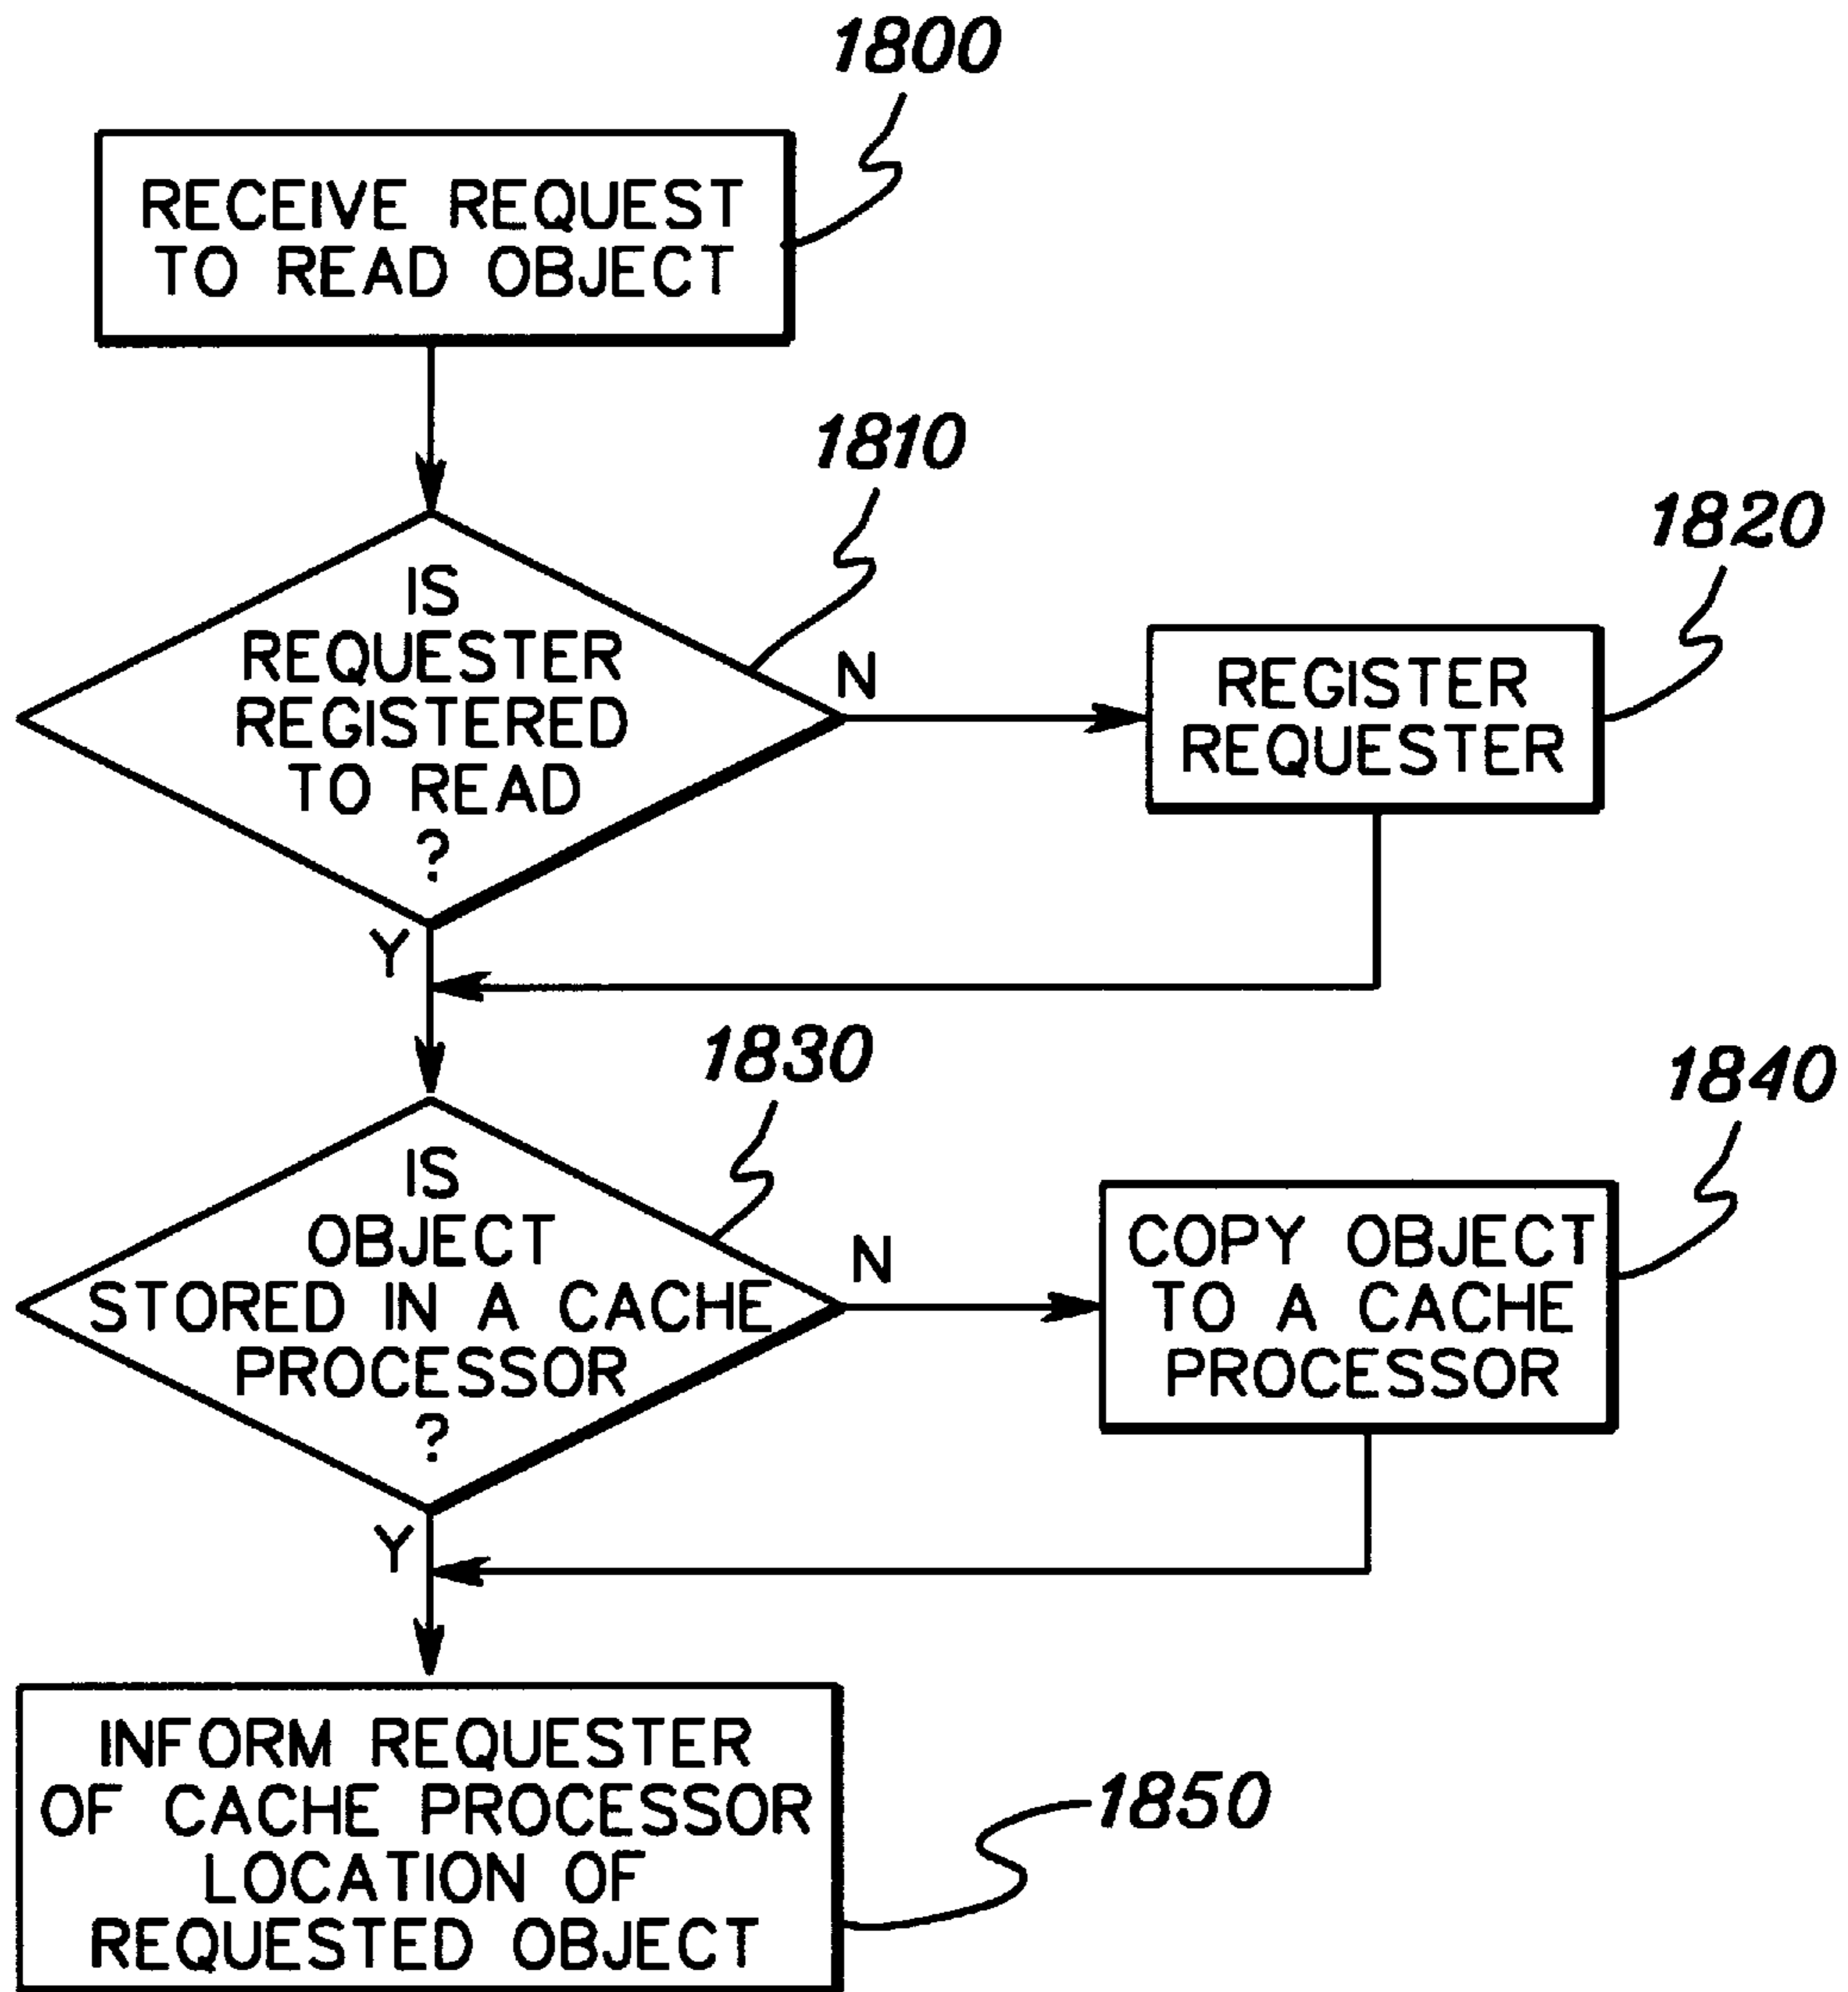 1800
RECEIVE REQUEST
TO READ OBJECT
1810
IS
REQUESTER
REGISTERED
TO READ
?
N
1820
REGISTER
REQUESTER
Y
1830
IS
OBJECT
STORED IN A CACHE
PROCESSOR
?
N
1840
COPY OBJECT
TO A CACHE
PROCESSOR
Y
INFORM REQUESTER
OF CACHE PROCESSOR
LOCATION OF
REQUESTED OBJECT
1850